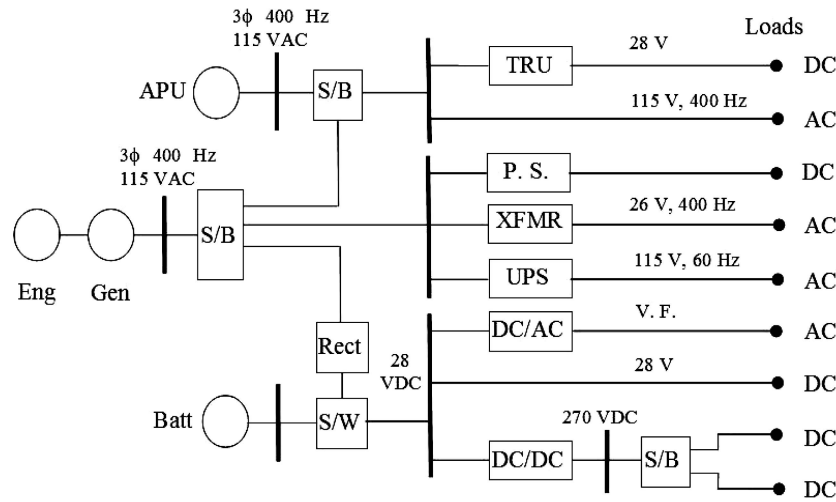 3ϕ 400 Hz
115 VAC
Loads
28 V
TRU
DC
APU
S/B
115 V, 400 Hz
AC
3ϕ 400 Hz
115 VAC
P. S.
DC
26 V, 400 Hz
XFMR
AC
S/B
115 V, 60 Hz
UPS
AC
Eng
Gen
V. F.
DC/AC
AC
Rect
28
VDC
28 V
DC
Batt
S/W
270 VDC
DC
DC/DC
S/B
DC